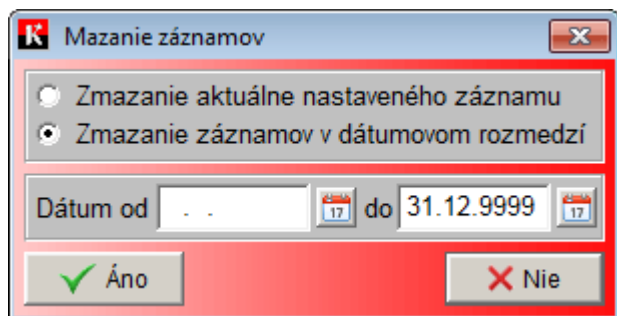 K Mazanie záznamov
Zmazanie aktuálne nastaveného záznamu
Zmazanie záznamov v dátumovom rozmedzí
Dátum od . . 17 do 31.12.9999 17
Áno Nie